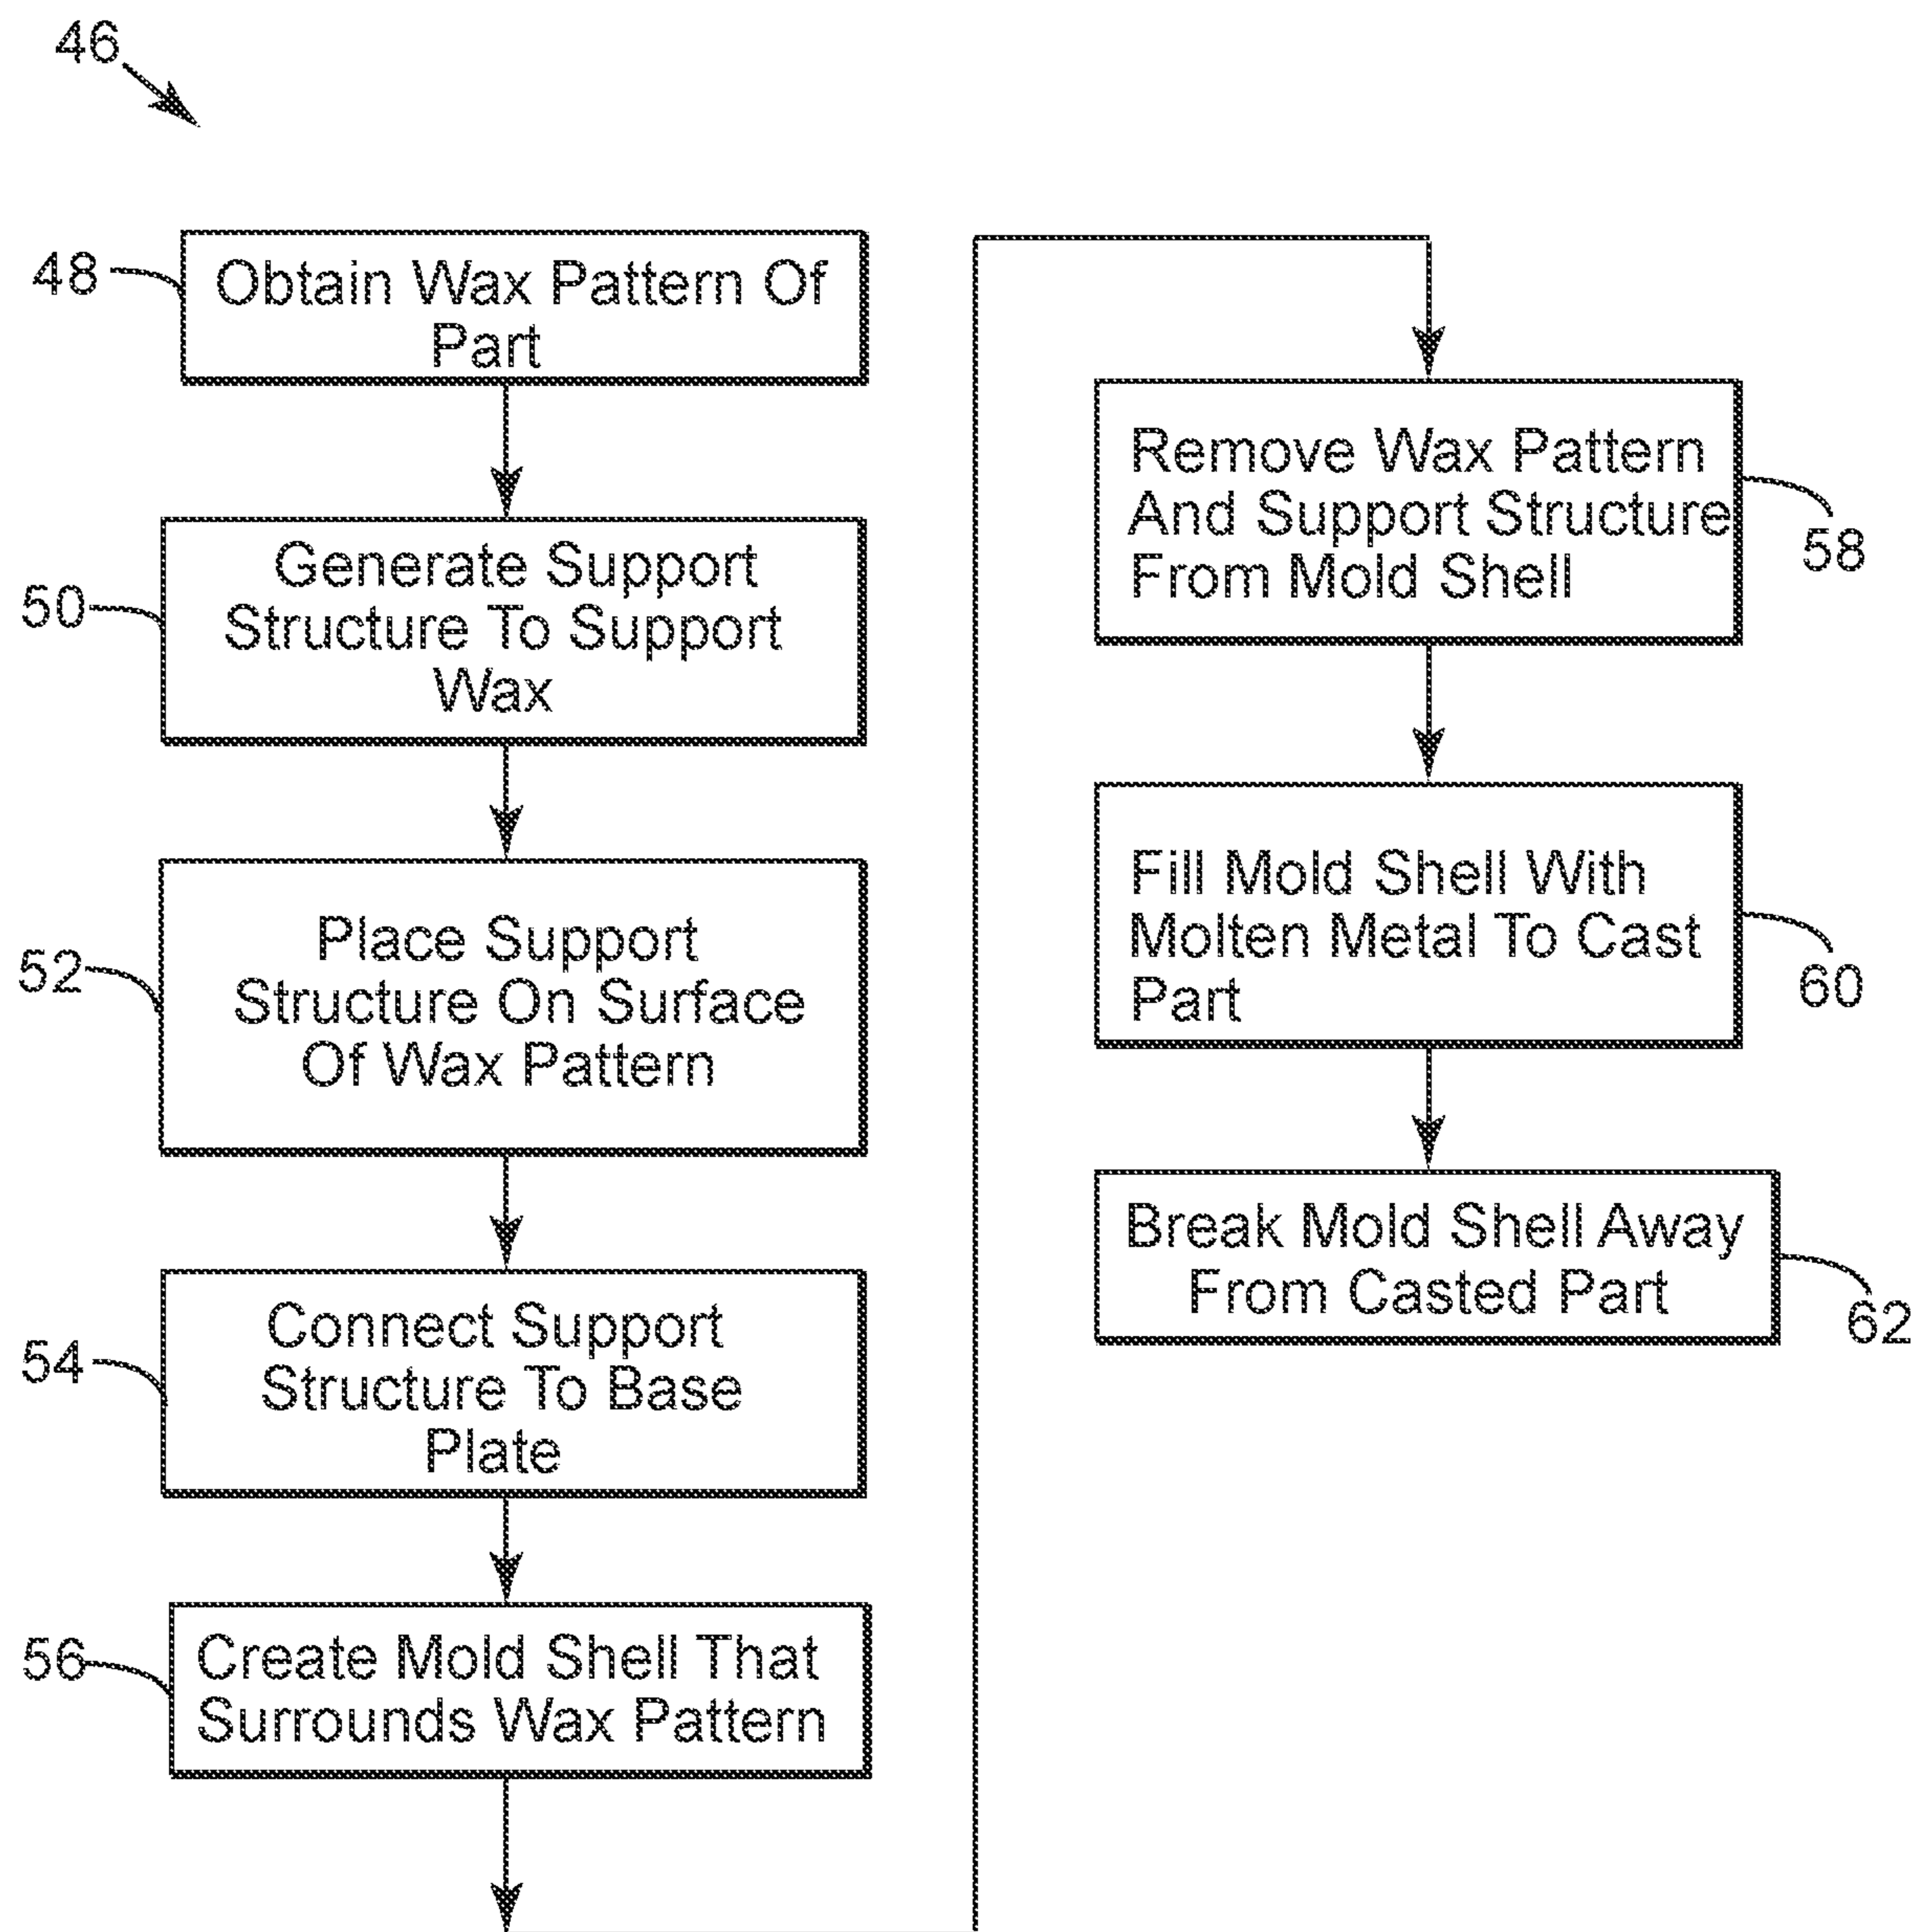 46
48
Obtain Wax Pattern Of
Part
50
Generate Support
Structure To Support
Wax
52
Place Support
Structure On Surface
Of Wax Pattern
54
Connect Support
Structure To Base
Plate
56
Create Mold Shell That
Surrounds Wax Pattern
Remove Wax Pattern
And Support Structure
From Mold Shell
58
Fill Mold Shell With
Molten Metal To Cast
Part
60
Break Mold Shell Away
From Casted Part
62